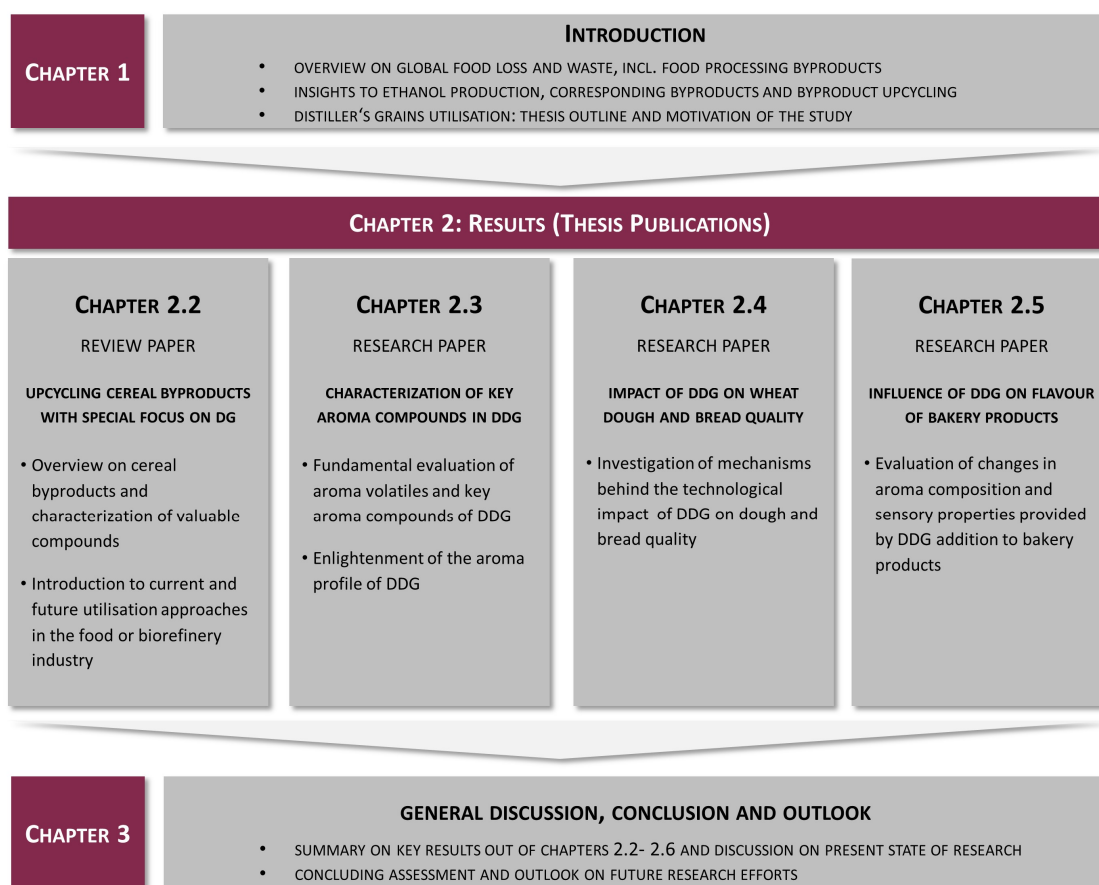 CHAPTER 1
INTRODUCTION
• OVERVIEW ON GLOBAL FOOD LOSS AND WASTE, INCL. FOOD PROCESSING BYPRODUCTS
• INSIGHTS TO ETHANOL PRODUCTION, CORRESPONDING BYPRODUCTS AND BYPRODUCT UPCYCLING
• DISTILLER'S GRAINS UTILISATION: THESIS OUTLINE AND MOTIVATION OF THE STUDY
CHAPTER 2: RESULTS (THESIS PUBLICATIONS)
CHAPTER 2.2
REVIEW PAPER
UPCYCLING CEREAL BYPRODUCTS
WITH SPECIAL FOCUS ON DG
• Overview on cereal
byproducts and
characterization of valuable
compounds
• Introduction to current and
future utilisation approaches
in the food or biorefinery
industry
CHAPTER 2.3
RESEARCH PAPER
CHARACTERIZATION OF KEY
AROMA COMPOUNDS IN DDG
• Fundamental evaluation of
aroma volatiles and key
aroma compounds of DDG
• Enlightenment of the aroma
profile of DDG
CHAPTER 2.4
RESEARCH PAPER
IMPACT OF DDG ON WHEAT
DOUGH AND BREAD QUALITY
• Investigation of mechanisms
behind the technological
impact of DDG on dough and
bread quality
CHAPTER 2.5
RESEARCH PAPER
INFLUENCE OF DDG ON FLAVOUR
OF BAKERY PRODUCTS
• Evaluation of changes in
aroma composition and
sensory properties provided
by DDG addition to bakery
products
CHAPTER 3
GENERAL DISCUSSION, CONCLUSION AND OUTLOOK
• SUMMARY ON KEY RESULTS OUT OF CHAPTERS 2.2- 2.6 AND DISCUSSION ON PRESENT STATE OF RESEARCH
• CONCLUDING ASSESSMENT AND OUTLOOK ON FUTURE RESEARCH EFFORTS